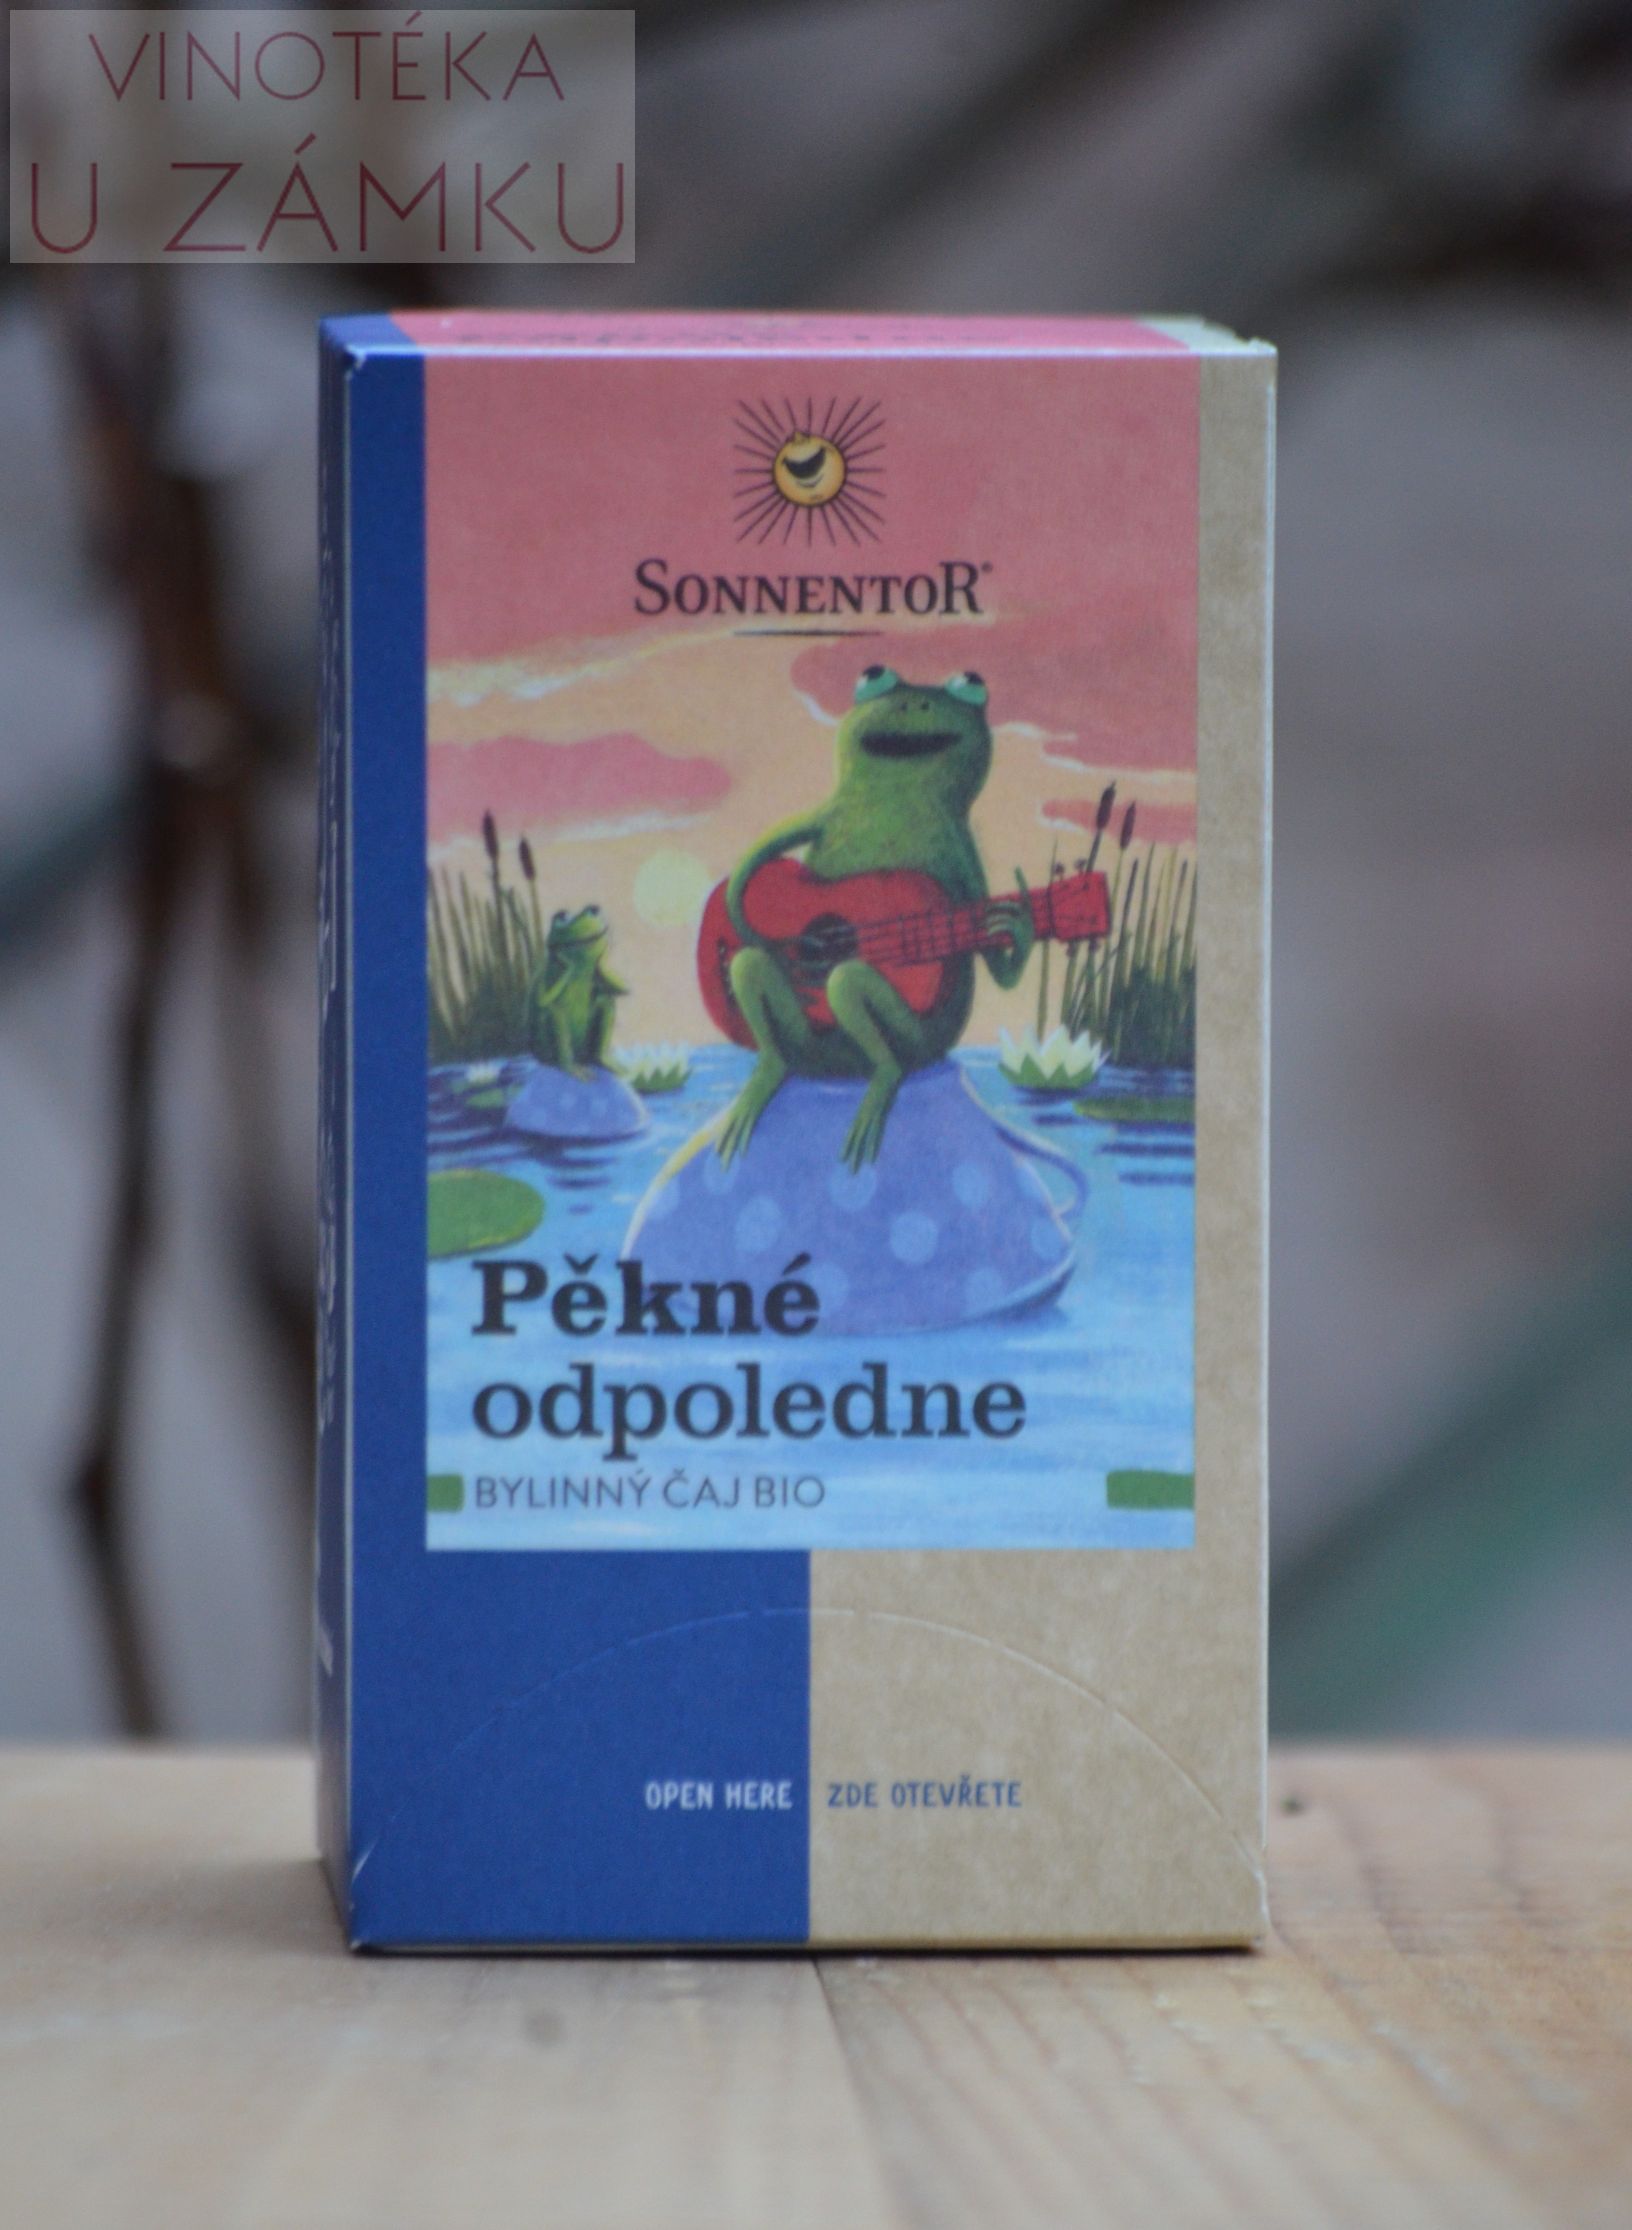 VINOTÉKA
U ZÁMKU
SONNENTOR®
Pěkné
odpoledne
BYLINNÝ ČAJ BIO
OPEN HERE
ZDE OTEVŘETE